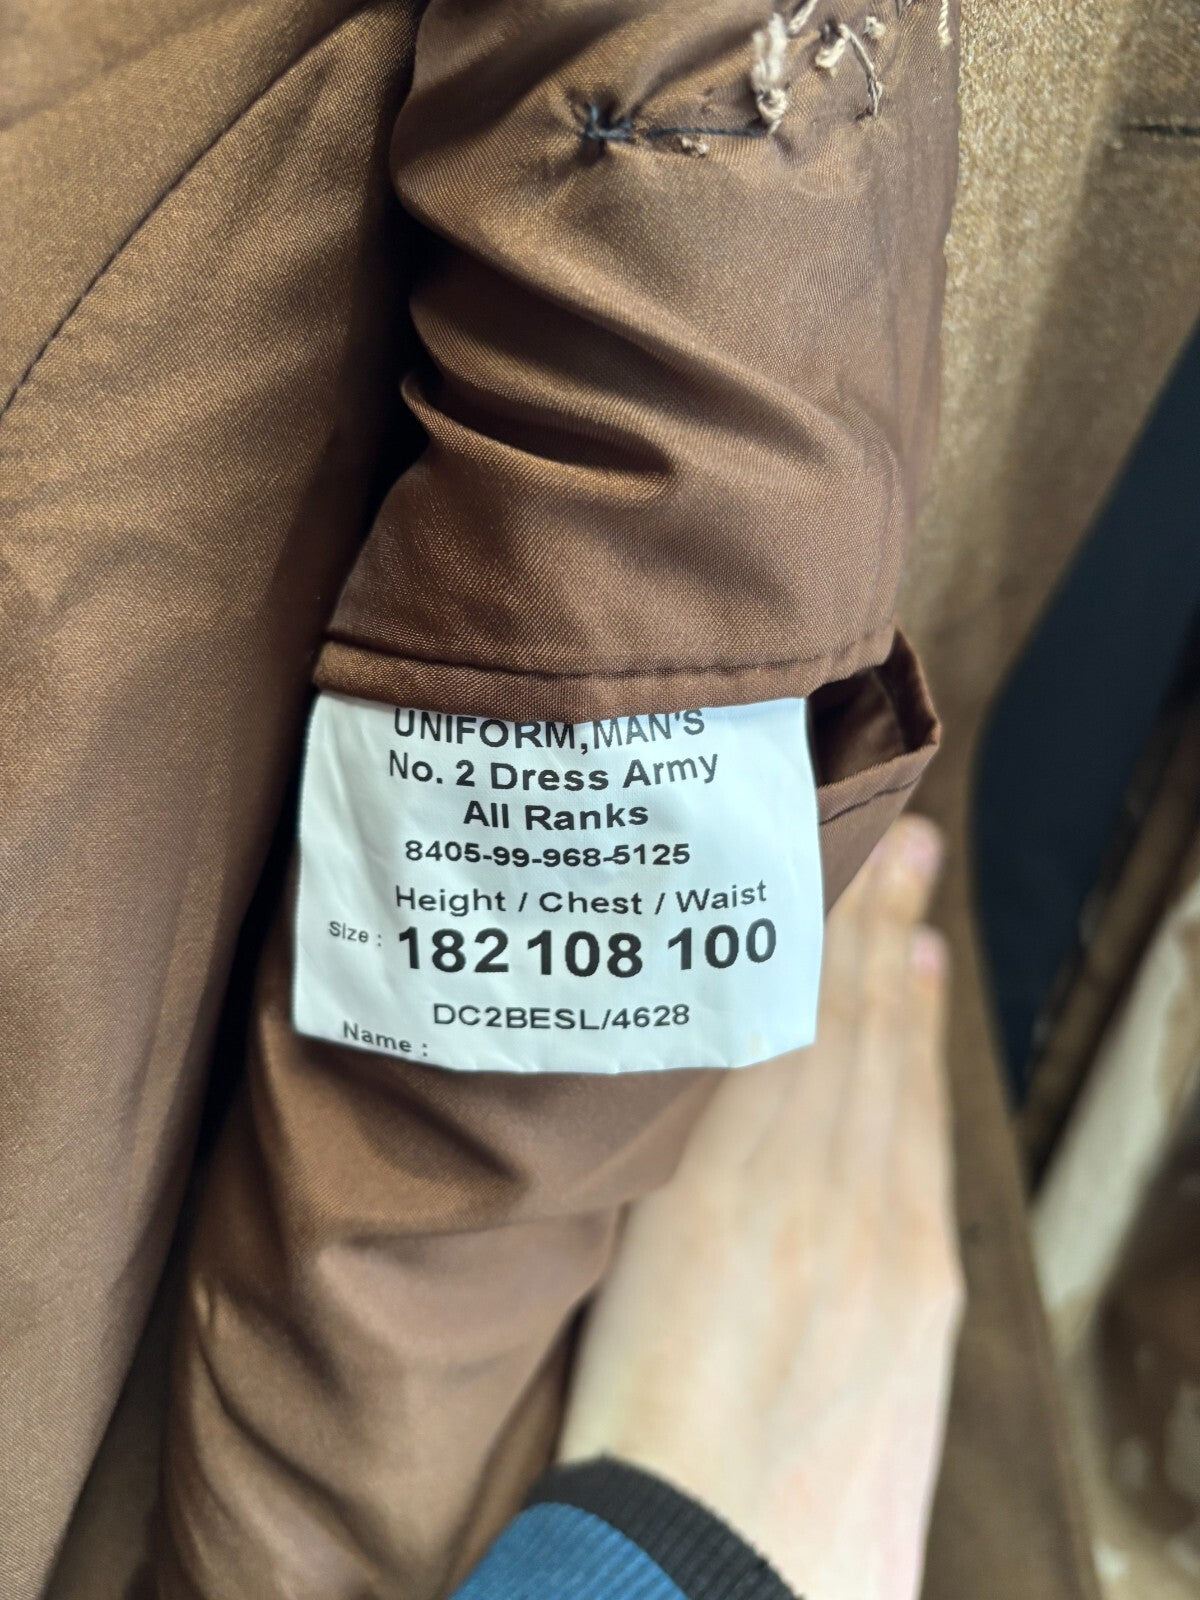 UNIFORM,MAN'S
No. 2 Dress Army
All Ranks
8405-99-968-5125
Height / Chest / Waist
Size : 182 108 100
DC2BESL/4628
Name :